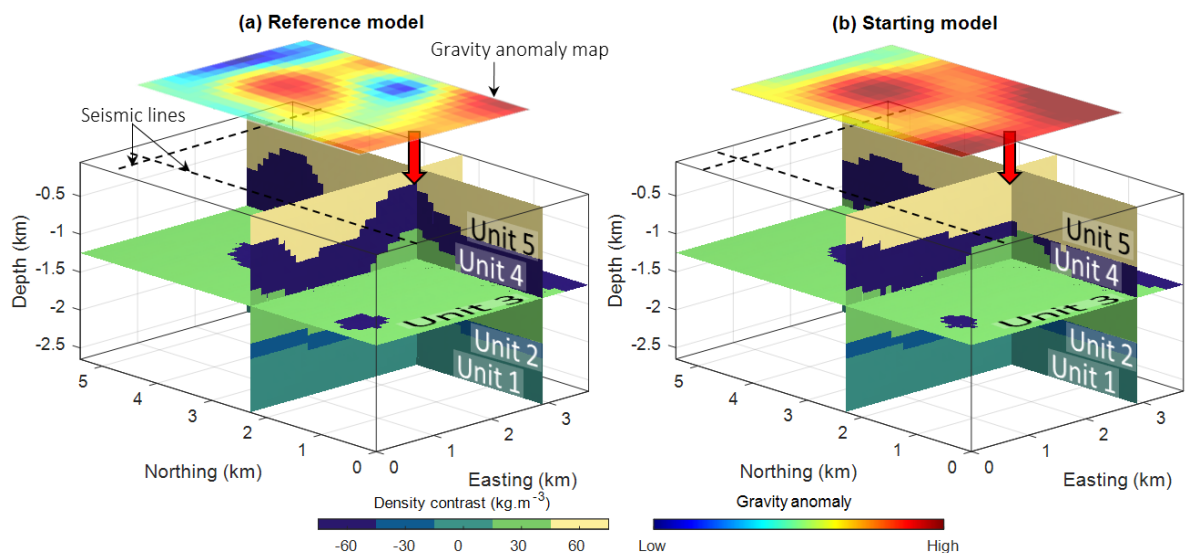 (a) Reference model
Gravity anomaly map
Seismic lines
-0.5
-1
-1.5
-2
-2.5
Depth (km)
Unit 5
Unit 4
Unit 3
Unit 2
Unit 1
5
4
3
2
1
0
0
1
2
3
Northing (km)
Easting (km)
(b) Starting model
-0.5
-1
-1.5
-2
-2.5
Depth (km)
Unit 5
Unit 4
Unit 3
Unit 2
Unit 1
5
4
3
2
1
0
0
1
2
3
Northing (km)
Easting (km)
Density contrast (kg.m⁻³)
-60 -30 0 30 60
Gravity anomaly
Low High